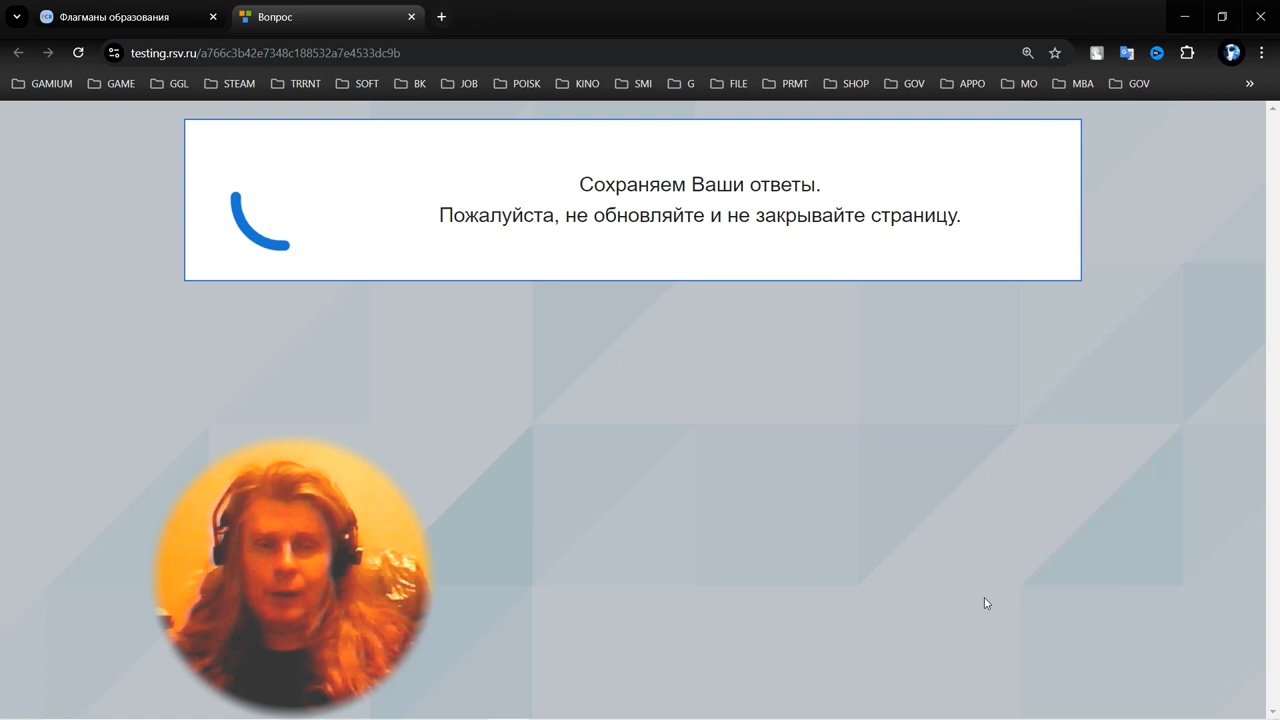 Флагманы образования
Вопрос
testing.rsv.ru/a766c3b42e7348c188532a7e4533dc9b
GAMIUM GAME GGL STEAM TRRNT SOFT BK JOB POISK KINO SMI G FILE PRMT SHOP GOV APPO MO MBA GOV
Сохраняем Ваши ответы.
Пожалуйста, не обновляйте и не закрывайте страницу.